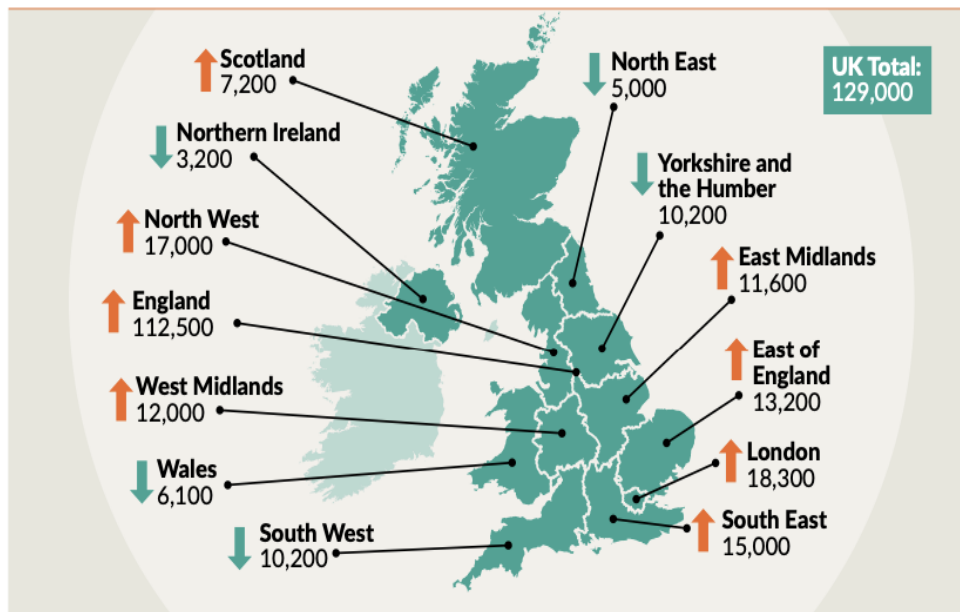 Scotland
7,200
Northern Ireland
3,200
North West
17,000
England
112,500
West Midlands
12,000
Wales
6,100
South West
10,200
North East
5,000
Yorkshire and
the Humber
10,200
East Midlands
11,600
East of
England
13,200
London
18,300
South East
15,000
UK Total:
129,000